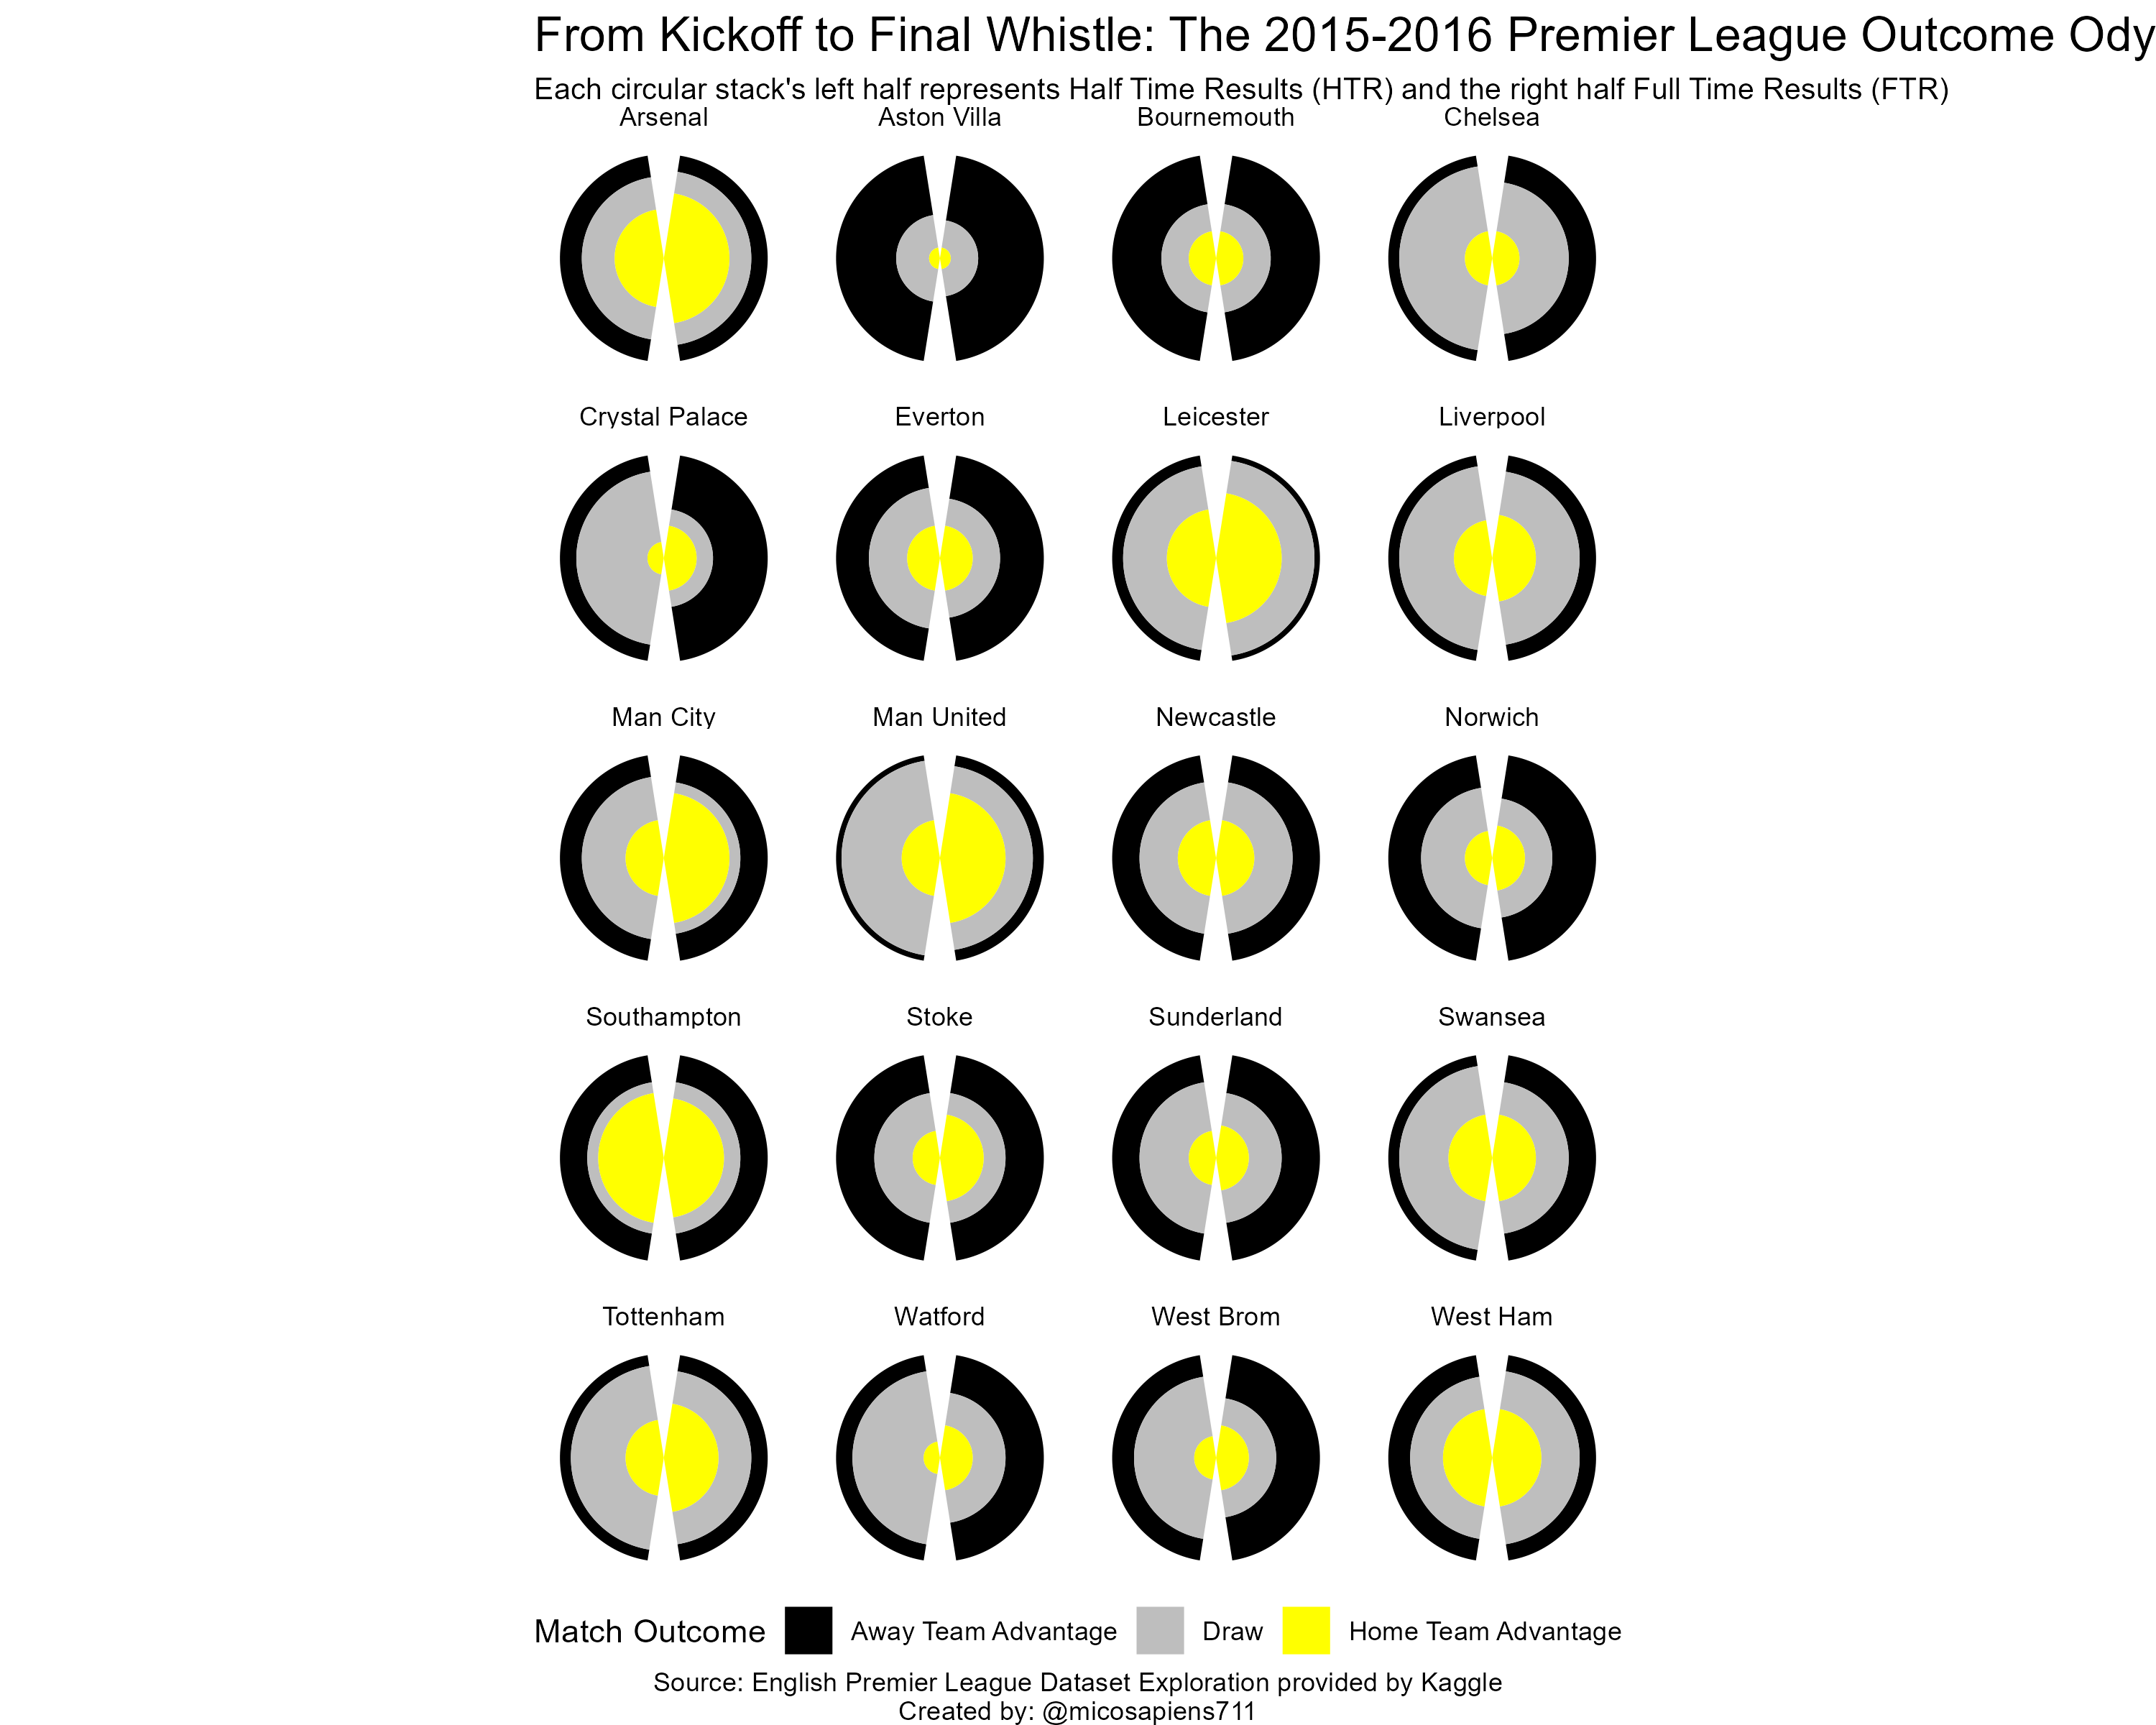 From Kickoff to Final Whistle: The 2015-2016 Premier League Outcome Ody
Each circular stack's left half represents Half Time Results (HTR) and the right half Full Time Results (FTR)
Arsenal Aston Villa Bournemouth Chelsea
Crystal Palace Everton Leicester Liverpool
Man City Man United Newcastle Norwich
Southampton Stoke Sunderland Swansea
Tottenham Watford West Brom West Ham
Match Outcome Away Team Advantage Draw Home Team Advantage
Source: English Premier League Dataset Exploration provided by Kaggle
Created by: @micosapiens711